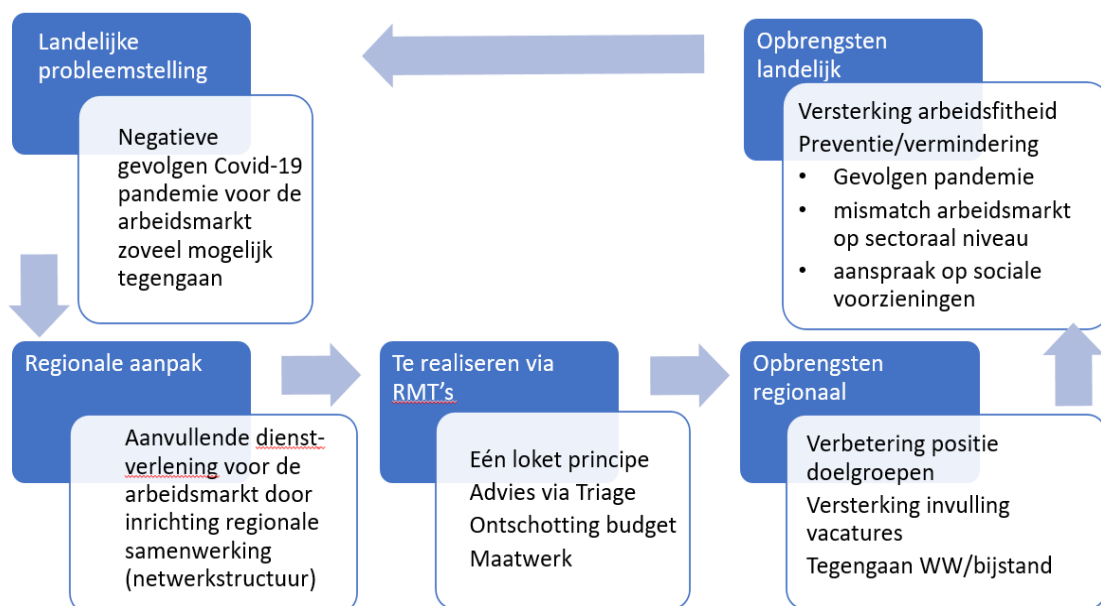 Landelijke
probleemstelling
Negatieve
gevolgen Covid-19
pandemie voor de
arbeidsmarkt
zoveel mogelijk
tegengaan
Regionale aanpak
Aanvullende dienst-
verlening voor de
arbeidsmarkt door
inrichting regionale
samenwerking
(netwerkstructuur)
Te realiseren via
RMT's
Eén loket principe
Advies via Triage
Ontschotting budget
Maatwerk
Opbrengsten
regionaal
Verbetering positie
doelgroepen
Versterking invulling
vacatures
Tegengaan WW/bijstand
Opbrengsten
landelijk
Versterking arbeidsfitheid
Preventie/vermindering
• Gevolgen pandemie
• mismatch arbeidsmarkt
op sectoraal niveau
• aanspraak op sociale
voorzieningen